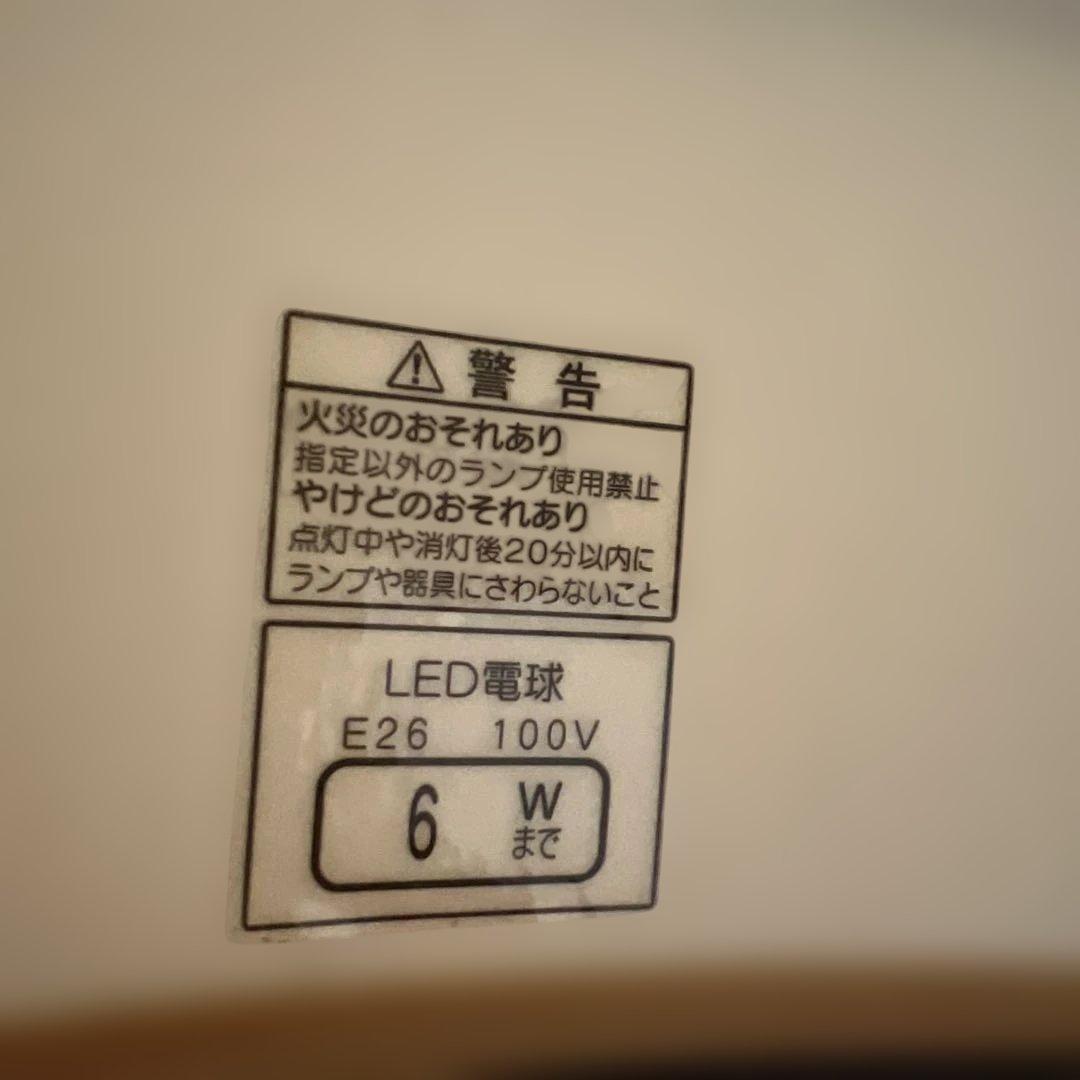 ⚠ 警 告
火災のおそれあり
指定以外のランプ使用禁止
やけどのおそれあり
点灯中や消灯後20分以内に
ランプや器具にさわらないこと
LED電球
E26 100V
6 W
まで